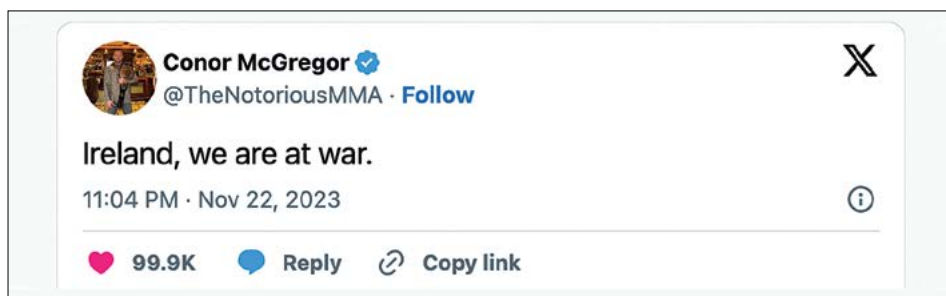 Conor McGregor
@TheNotoriousMMA · Follow
Ireland, we are at war.
11:04 PM · Nov 22, 2023
99.9K Reply Copy link